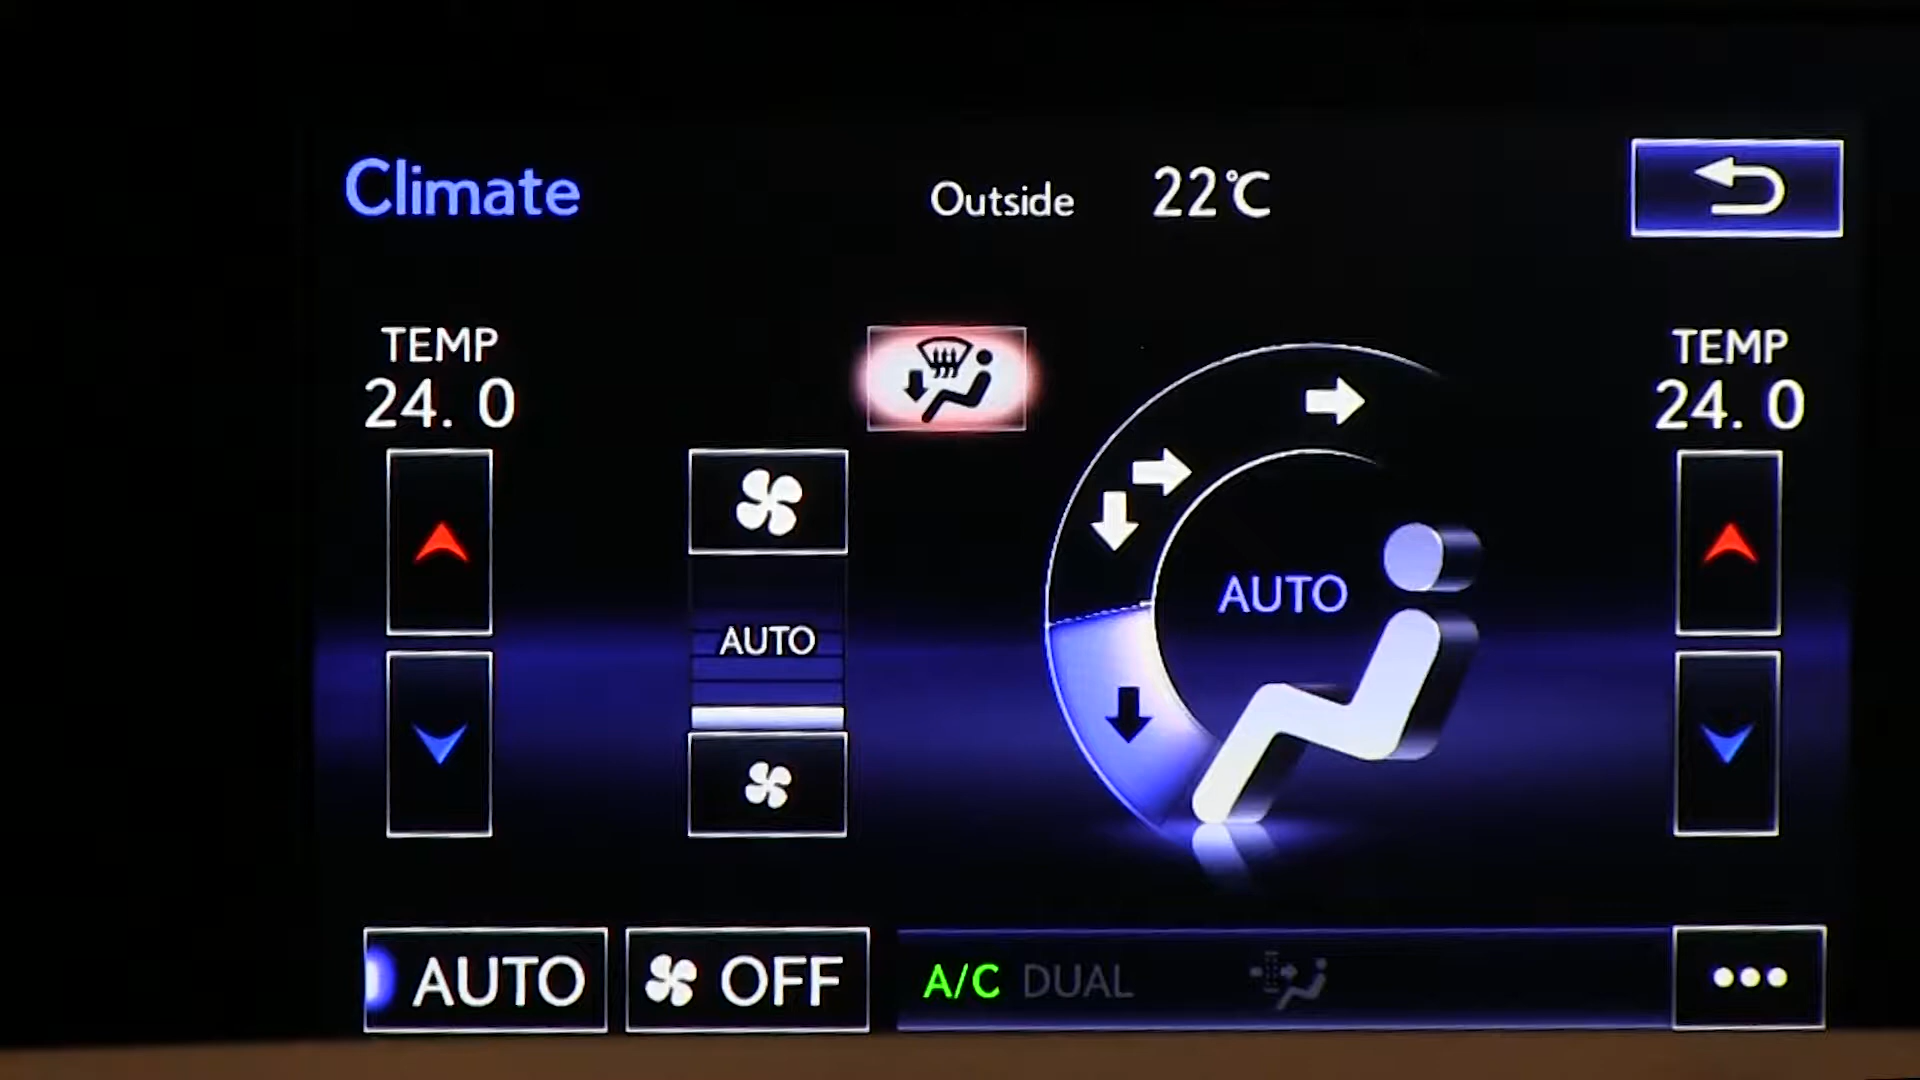 Climate
Outside 22℃
TEMP
24. 0
TEMP
24. 0
AUTO
AUTO
AUTO
OFF
A/C DUAL